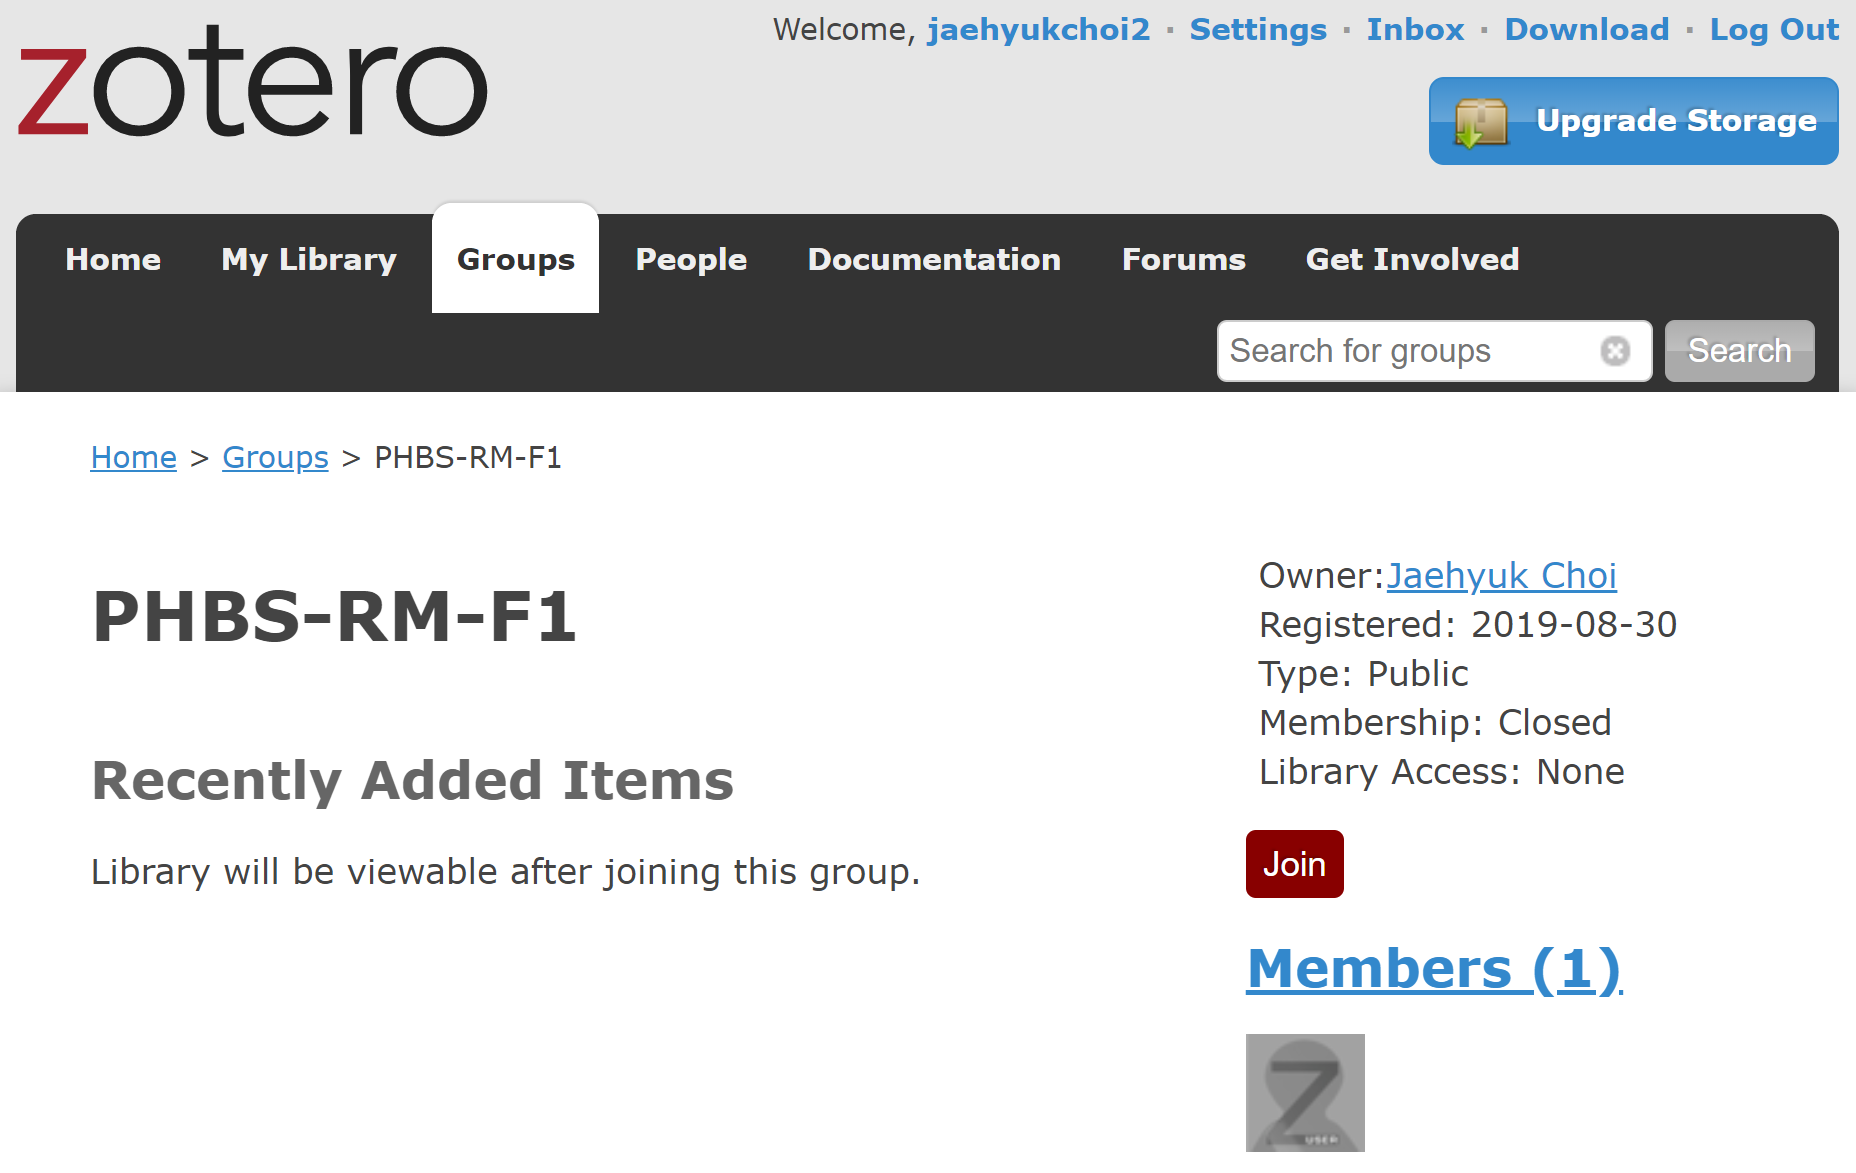 zotero
Welcome, jaehyukchoi2 · Settings · Inbox · Download · Log Out
Upgrade Storage
Home My Library Groups People Documentation Forums Get Involved
Search for groups Search
Home > Groups > PHBS-RM-F1
PHBS-RM-F1
Recently Added Items
Library will be viewable after joining this group.
Owner:Jaehyuk Choi
Registered: 2019-08-30
Type: Public
Membership: Closed
Library Access: None
Join
Members (1)
Z
USER